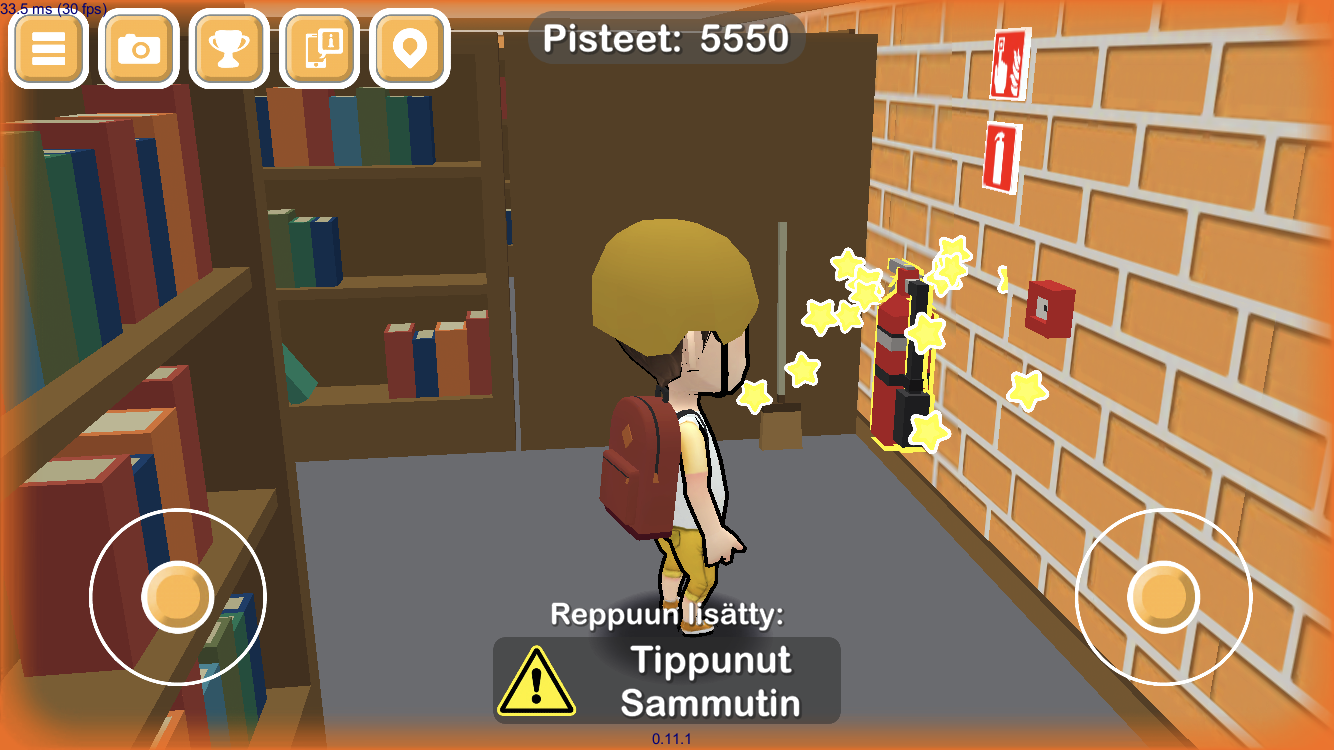 33.5 ms (30 fps)
Pisteet: 5550
Reppuun lisätty:
Tippunut
Sammutin
0.11.1